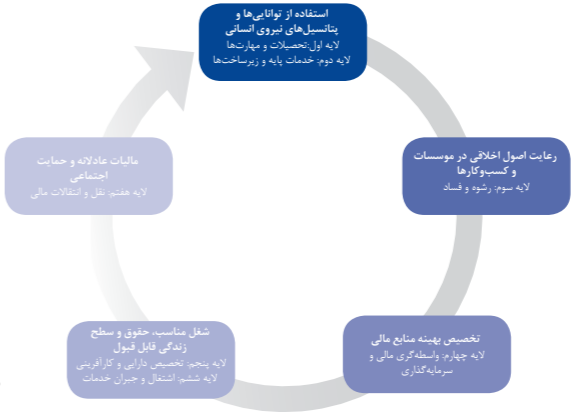 استفاده از توانایی‌ها و
پتانسیل‌های نیروی انسانی
لایه اول:تحصیلات و مهارت‌ها
لایه دوم: خدمات پایه و زیرساخت‌ها
رعایت اصول اخلاقی در موسسات
و کسب‌وکارها
لایه سوم: رشوه و فساد
تخصیص بهینه منابع مالی
لایه چهارم: واسطه‌گری مالی و
سرمایه‌گذاری
شغل مناسب، حقوق و سطح
زندگی قابل قبول
لایه پنجم: تخصیص دارایی و کارآفرینی
لایه ششم: اشتغال و جبران خدمات
مالیات عادلانه و حمایت
اجتماعی
لایه هفتم: نقل و انتقالات مالی